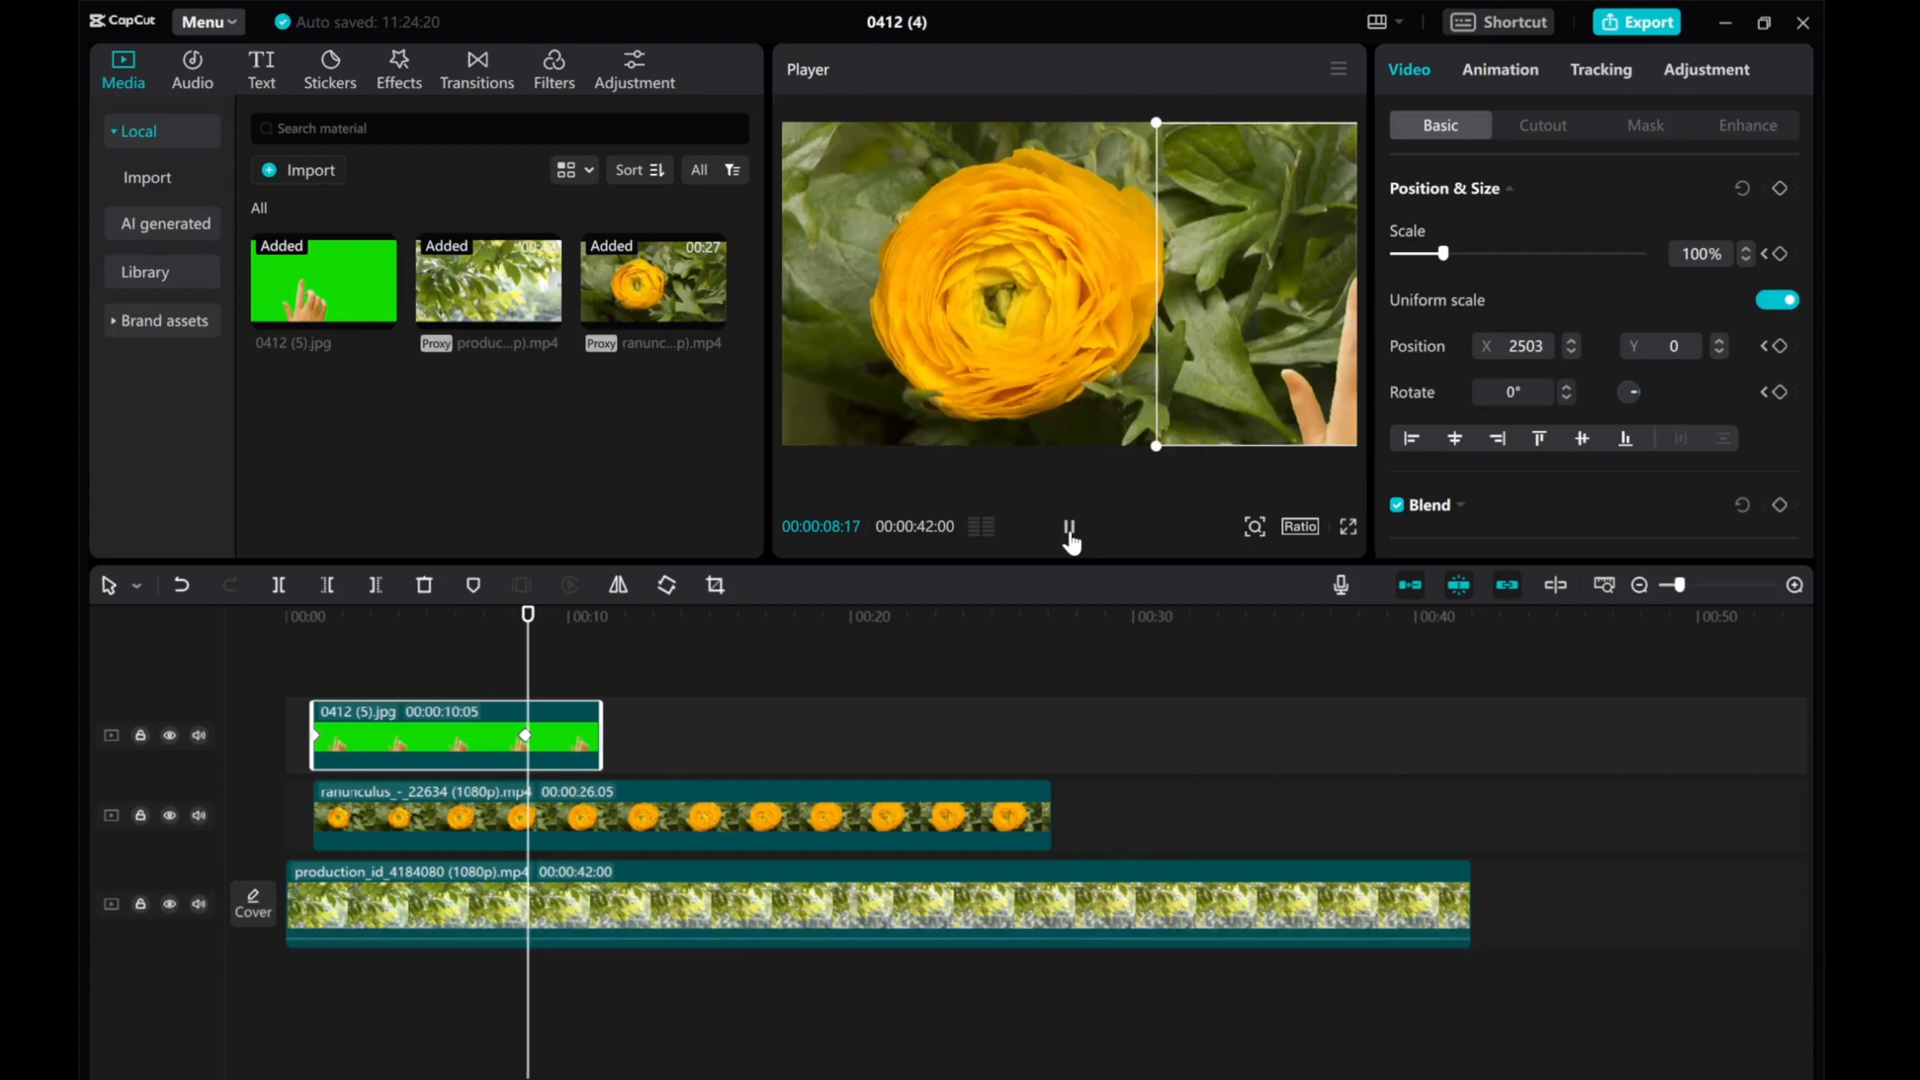 CapCut Menu Auto saved: 11:24:20 0412 (4) Shortcut Export
Media Audio Text Stickers Effects Transitions Filters Adjustment
Player
Video Animation Tracking Adjustment
Local
Import
AI generated
Library
Brand assets
Search material
Import Sort All
All
Added Added Added 00:27
0412 (5).jpg Proxy produc...p).mp4 Proxy ranunc...p).mp4
00:00:08:17 00:00:42:00 Ratio
Basic Cutout Mask Enhance
Position & Size
Scale
100%
Uniform scale
Position X 2503 Y 0
Rotate 0°
Blend
00:00 00:10 00:20 00:30 00:40 00:50
0412 (5).jpg 00:00:10:05
ranunculus_-_22634 (1080p).mp4 00:00:26:05
production_id_4184080 (1080p).mp4 00:00:42:00
Cover